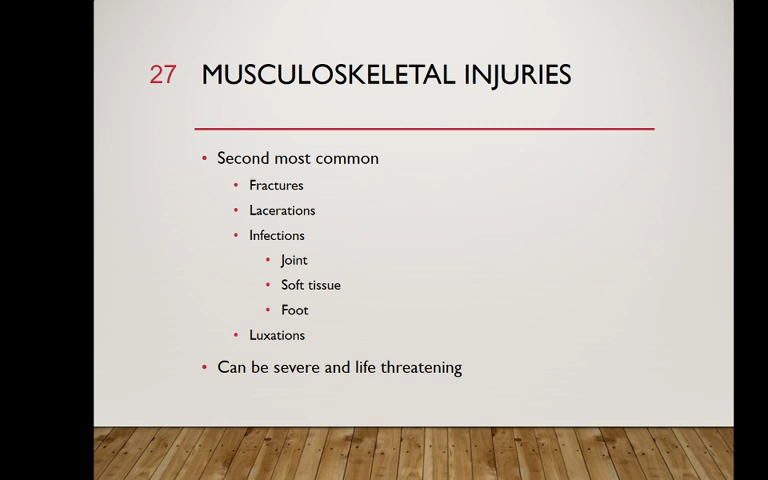 27 MUSCULOSKELETAL INJURIES
• Second most common
• Fractures
• Lacerations
• Infections
• Joint
• Soft tissue
• Foot
• Luxations
• Can be severe and life threatening